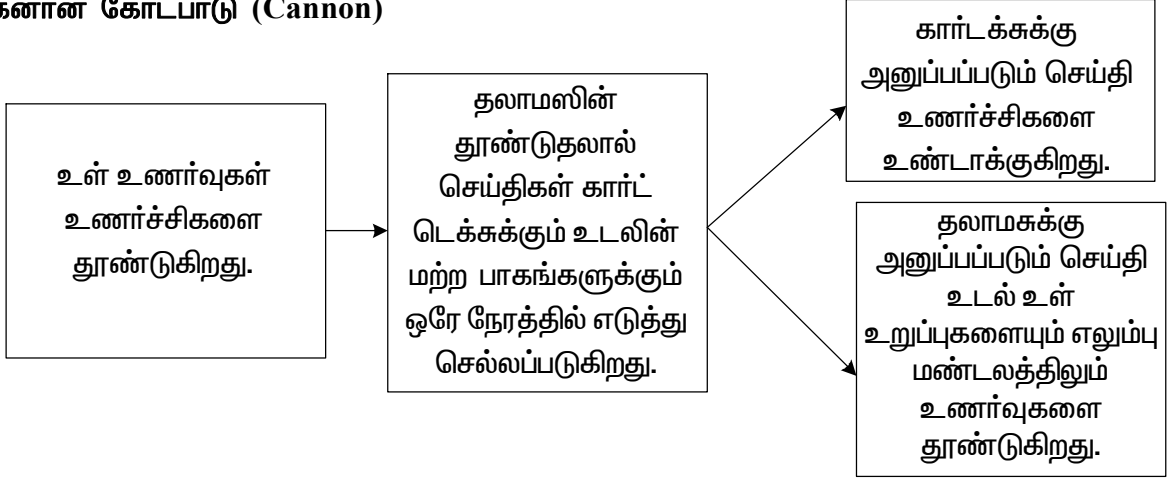 கோட்பாடு (Cannon)
உள் உணர்வுகள்
உணர்ச்சிகளை
தூண்டுகிறது.
தலாமஸின்
தூண்டுதலால்
செய்திகள் கார்ட்
டெக்சுக்கும் உடலின்
மற்ற பாகங்களுக்கும்
ஒரே நேரத்தில் எடுத்து
செல்லப்படுகிறது.
கார்டக்சுக்கு
அனுப்பப்படும் செய்தி
உணர்ச்சிகளை
உண்டாக்குகிறது.
தலாமசுக்கு
அனுப்பப்படும் செய்தி
உடல் உள்
உறுப்புகளையும் எலும்பு
மண்டலத்திலும்
உணர்வுகளை
தூண்டுகிறது.